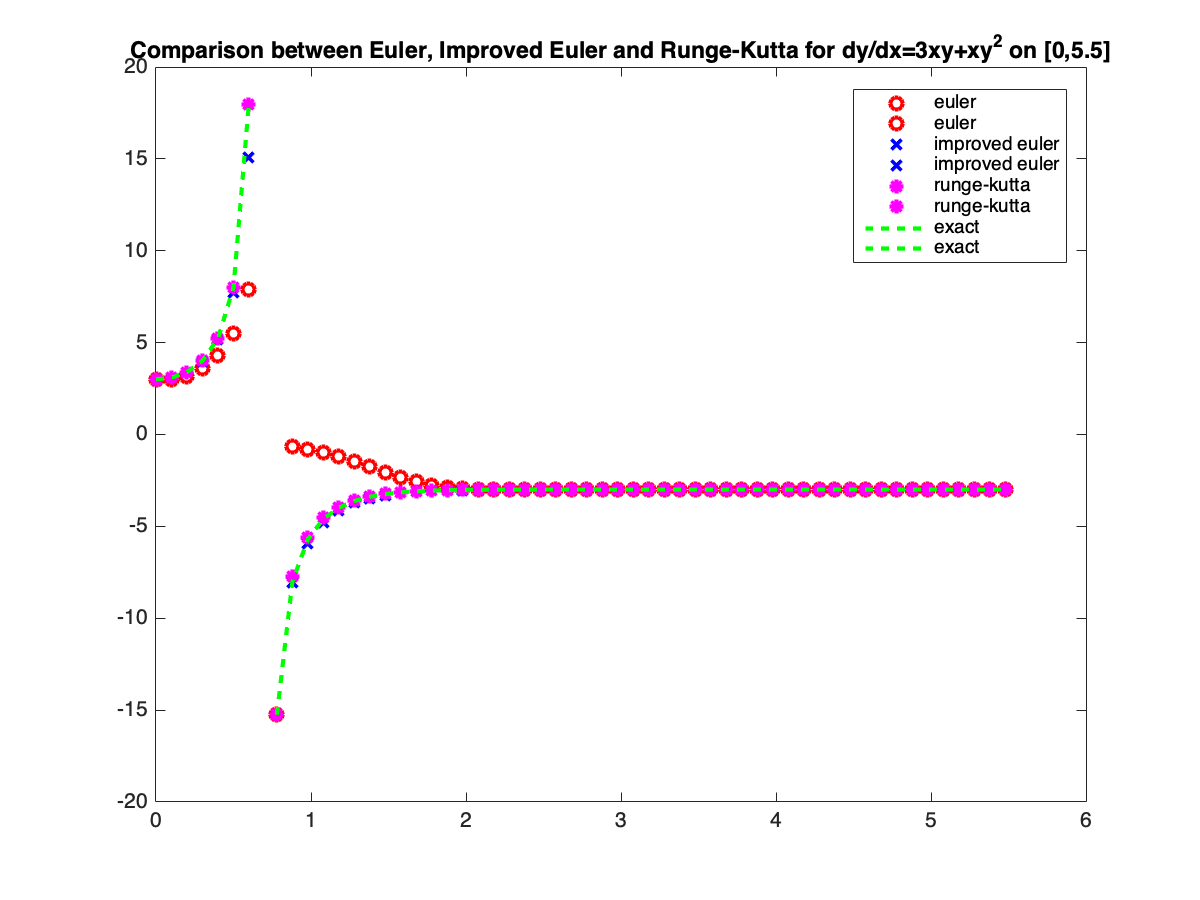 Comparison between Euler, Improved Euler and Runge-Kutta for dy/dx=3xy+xy² on [0,5.5]
20
15
10
5
0
-5
-10
-15
-20
0 1 2 3 4 5 6
euler
euler
improved euler
improved euler
runge-kutta
runge-kutta
exact
exact